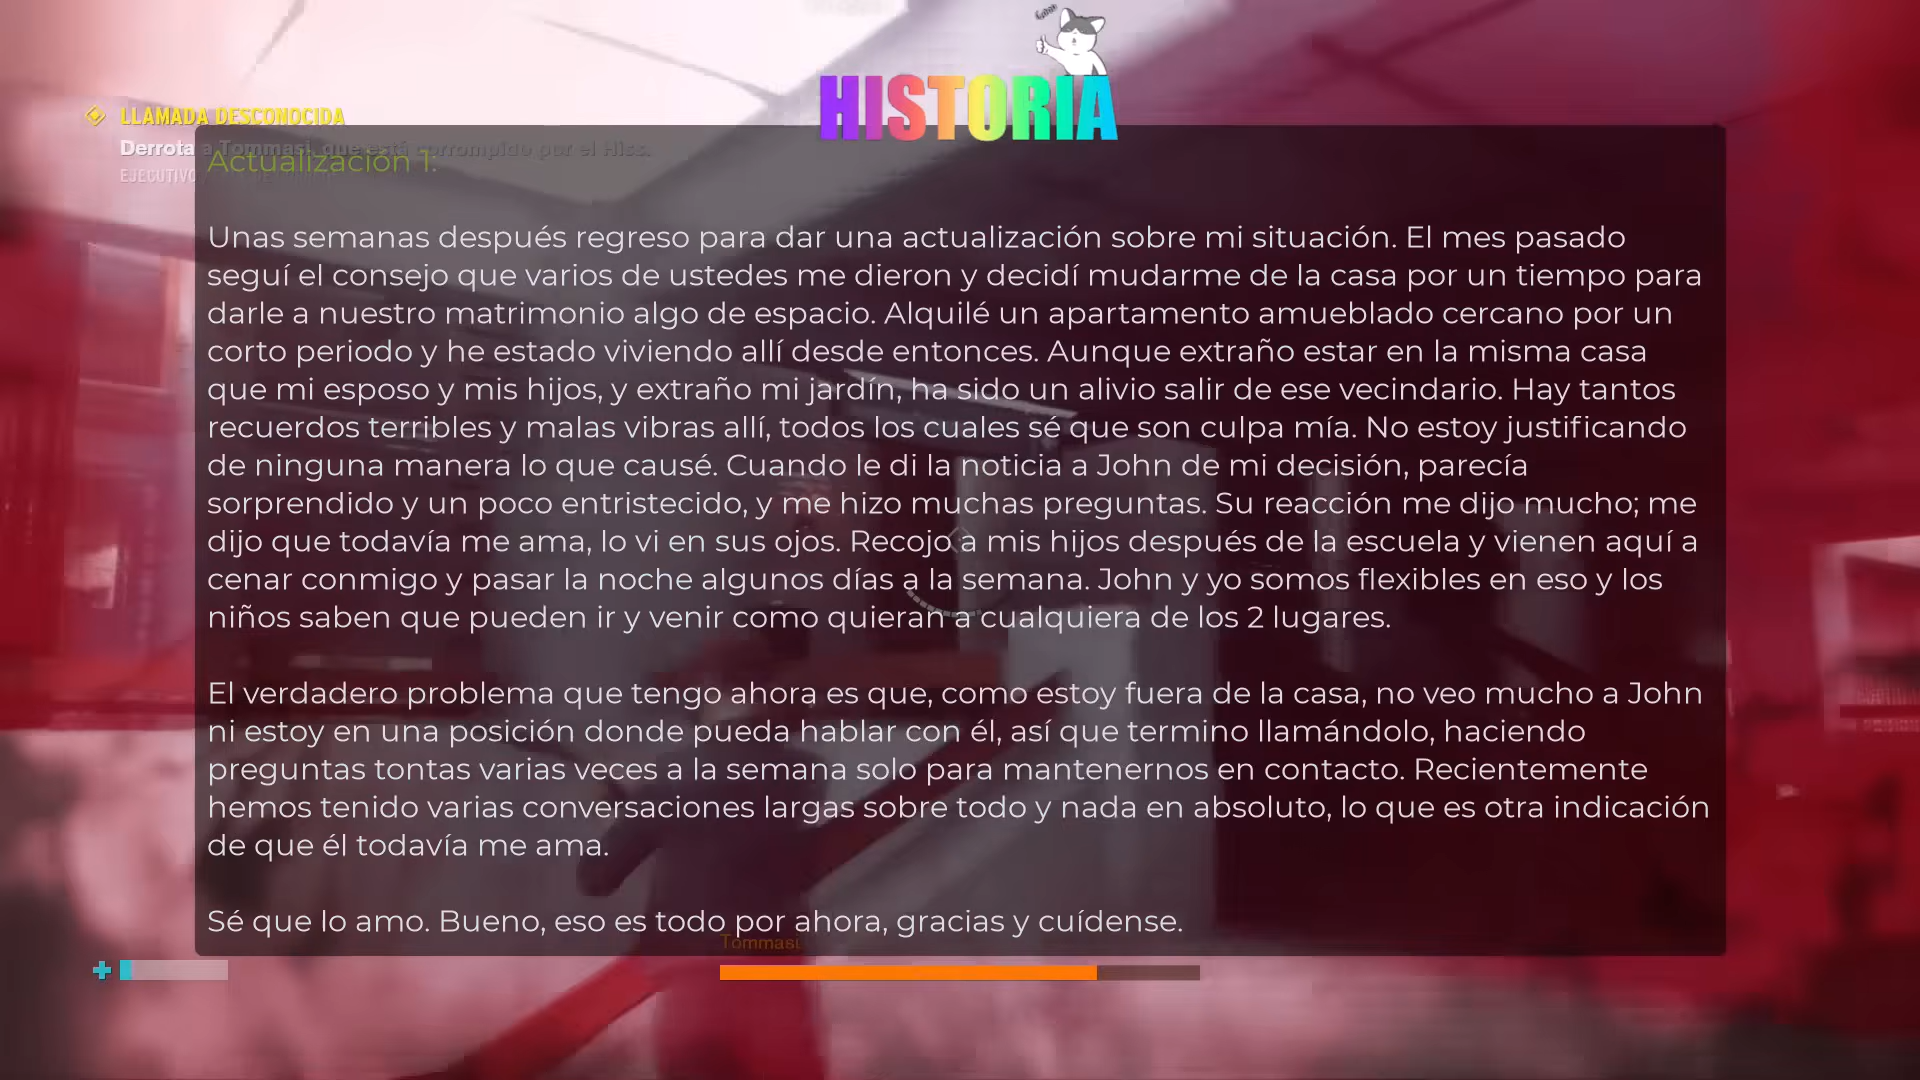 HISTORIA
LLAMADA DESCONOCIDA
Derrota a Tommasi, que está corrompido por el Hiss.
EJECUTIVO
Actualización 1:
Unas semanas después regreso para dar una actualización sobre mi situación. El mes pasado
seguí el consejo que varios de ustedes me dieron y decidí mudarme de la casa por un tiempo para
darle a nuestro matrimonio algo de espacio. Alquilé un apartamento amueblado cercano por un
corto periodo y he estado viviendo allí desde entonces. Aunque extraño estar en la misma casa
que mi esposo y mis hijos, y extraño mi jardín, ha sido un alivio salir de ese vecindario. Hay tantos
recuerdos terribles y malas vibras allí, todos los cuales sé que son culpa mía. No estoy justificando
de ninguna manera lo que causé. Cuando le di la noticia a John de mi decisión, parecía
sorprendido y un poco entristecido, y me hizo muchas preguntas. Su reacción me dijo mucho; me
dijo que todavía me ama, lo vi en sus ojos. Recojo a mis hijos después de la escuela y vienen aquí a
cenar conmigo y pasar la noche algunos días a la semana. John y yo somos flexibles en eso y los
niños saben que pueden ir y venir como quieran a cualquiera de los 2 lugares.
El verdadero problema que tengo ahora es que, como estoy fuera de la casa, no veo mucho a John
ni estoy en una posición donde pueda hablar con él, así que termino llamándolo, haciendo
preguntas tontas varias veces a la semana solo para mantenernos en contacto. Recientemente
hemos tenido varias conversaciones largas sobre todo y nada en absoluto, lo que es otra indicación
de que él todavía me ama.
Sé que lo amo. Bueno, eso es todo por ahora, gracias y cuídense.
Tommasi